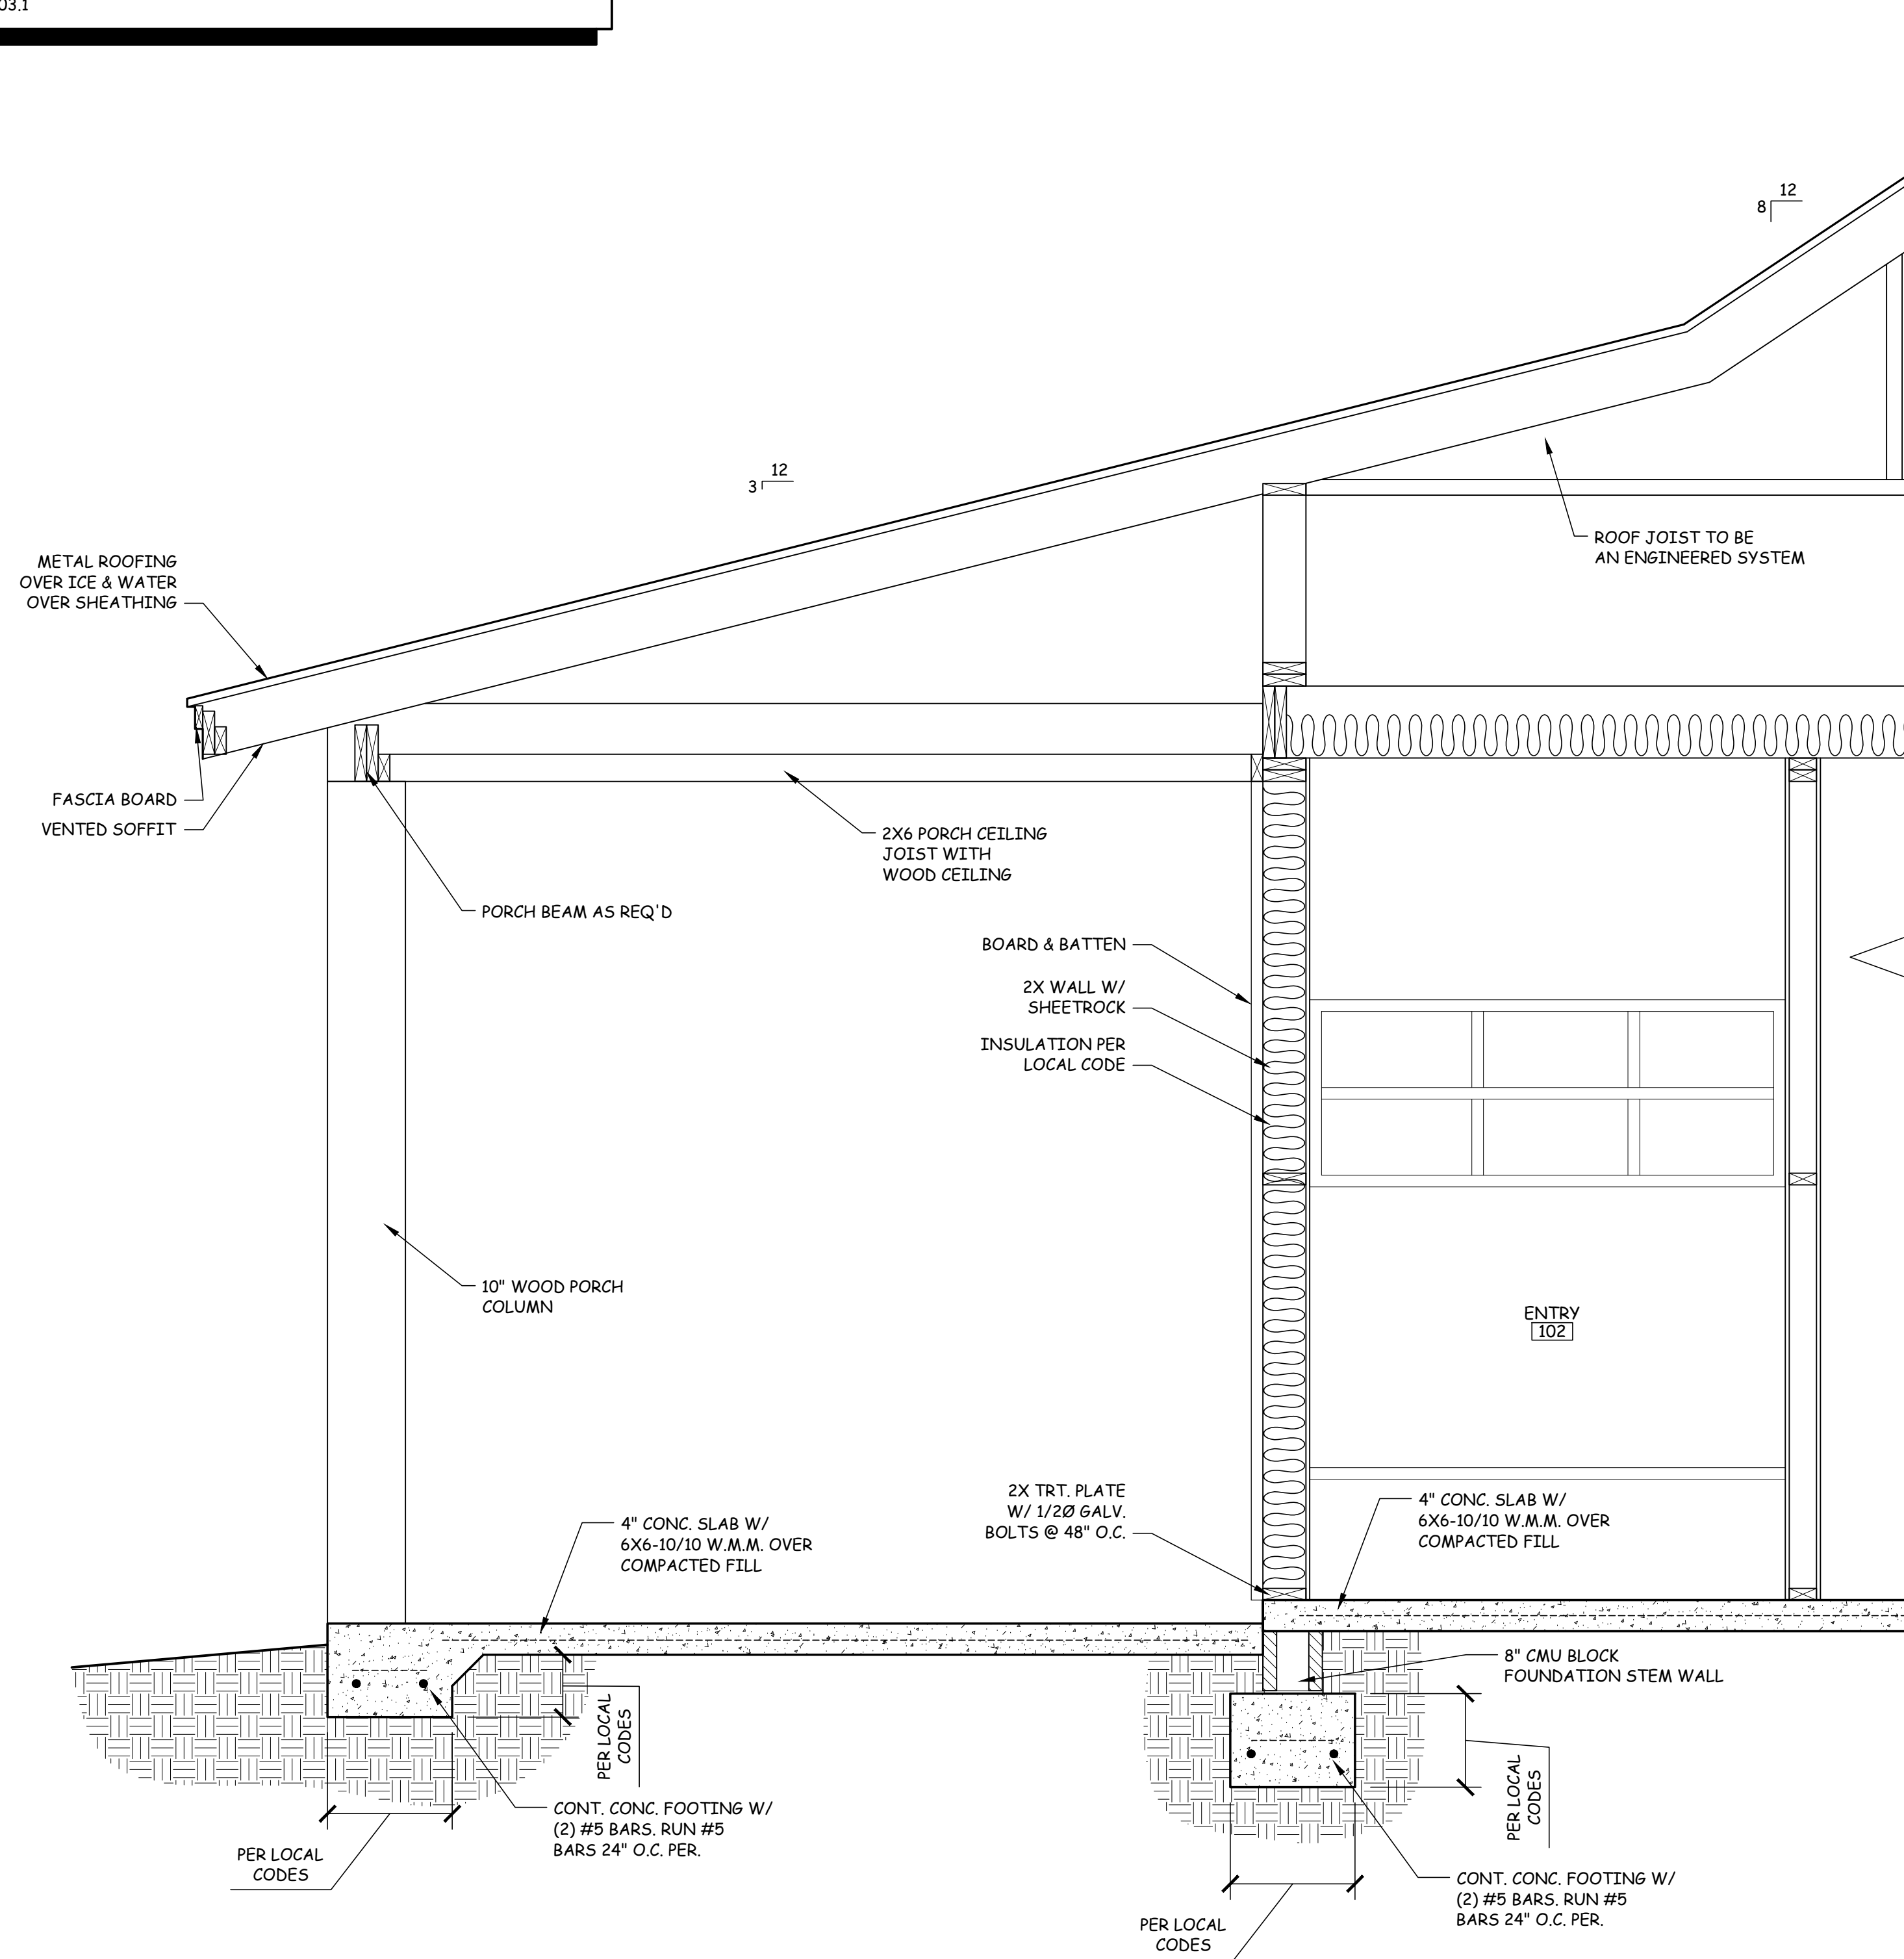 03.1
12
8
12
3
METAL ROOFING
OVER ICE & WATER
OVER SHEATHING
ROOF JOIST TO BE
AN ENGINEERED SYSTEM
FASCIA BOARD
VENTED SOFFIT
2X6 PORCH CEILING
JOIST WITH
WOOD CEILING
PORCH BEAM AS REQ'D
BOARD & BATTEN
2X WALL W/
SHEETROCK
INSULATION PER
LOCAL CODE
10" WOOD PORCH
COLUMN
ENTRY
102
2X TRT. PLATE
W/ 1/2Ø GALV.
BOLTS @ 48" O.C.
4" CONC. SLAB W/
6X6-10/10 W.M.M. OVER
COMPACTED FILL
4" CONC. SLAB W/
6X6-10/10 W.M.M. OVER
COMPACTED FILL
8" CMU BLOCK
FOUNDATION STEM WALL
PER LOCAL
CODES
CONT. CONC. FOOTING W/
(2) #5 BARS. RUN #5
BARS 24" O.C. PER.
PER LOCAL
CODES
PER LOCAL
CODES
CONT. CONC. FOOTING W/
(2) #5 BARS. RUN #5
BARS 24" O.C. PER.
PER LOCAL
CODES